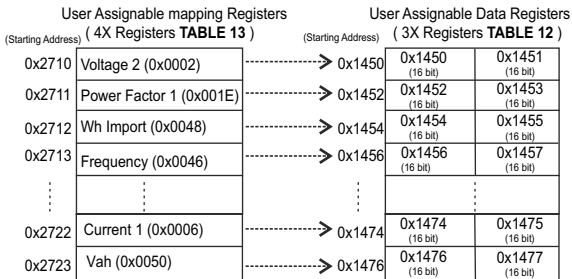 User Assignable mapping Registers
( 4X Registers TABLE 13 )
(Starting Address)
User Assignable Data Registers
( 3X Registers TABLE 12 )
(Starting Address)
0x2710 Voltage 2 (0x0002) 0x1450 0x1450 0x1451
(16 bit) (16 bit)
0x2711 Power Factor 1 (0x001E) 0x1452 0x1452 0x1453
(16 bit) (16 bit)
0x2712 Wh Import (0x0048) 0x1454 0x1454 0x1455
(16 bit) (16 bit)
0x2713 Frequency (0x0046) 0x1456 0x1456 0x1457
(16 bit) (16 bit)
0x2722 Current 1 (0x0006) 0x1474 0x1474 0x1475
(16 bit) (16 bit)
0x2723 Vah (0x0050) 0x1476 0x1476 0x1477
(16 bit) (16 bit)